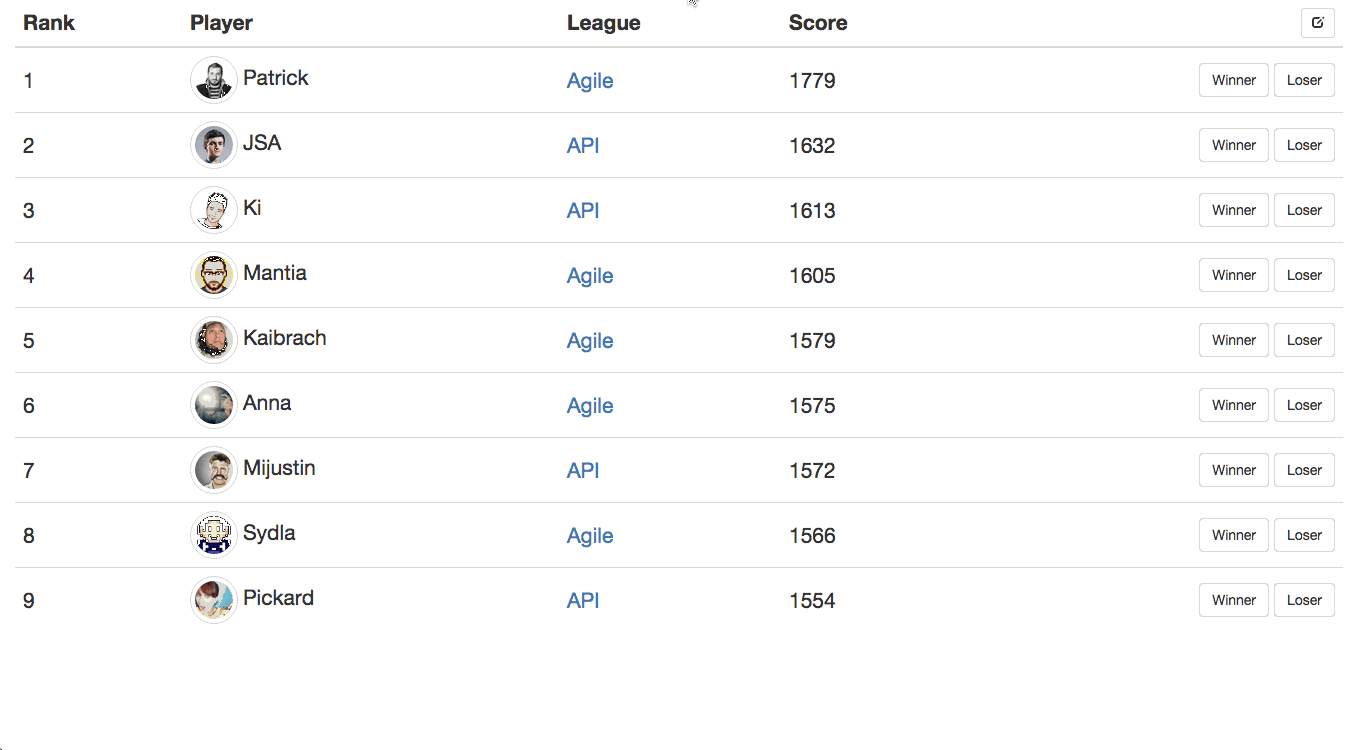 Rank Player League Score
1 Patrick Agile 1779 Winner Loser
2 JSA API 1632 Winner Loser
3 Ki API 1613 Winner Loser
4 Mantia Agile 1605 Winner Loser
5 Kaibrach Agile 1579 Winner Loser
6 Anna Agile 1575 Winner Loser
7 Mijustin API 1572 Winner Loser
8 Sydla Agile 1566 Winner Loser
9 Pickard API 1554 Winner Loser